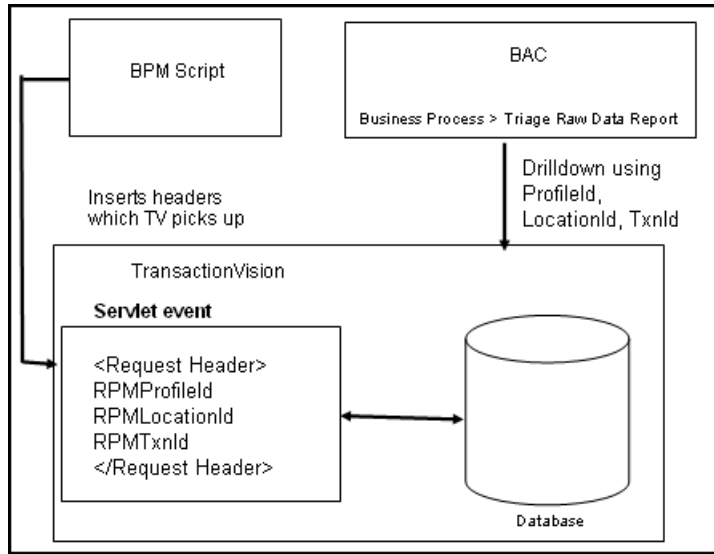 BPM Script
BAC
Business Process > Triage Raw Data Report
Inserts headers
which TV picks up
Drilldown using
ProfileId,
LocationId, TxnId
TransactionVision
Servlet event
<Request Header>
RPMProfileId
RPMLocationId
RPMTxnId
</Request Header>
Database